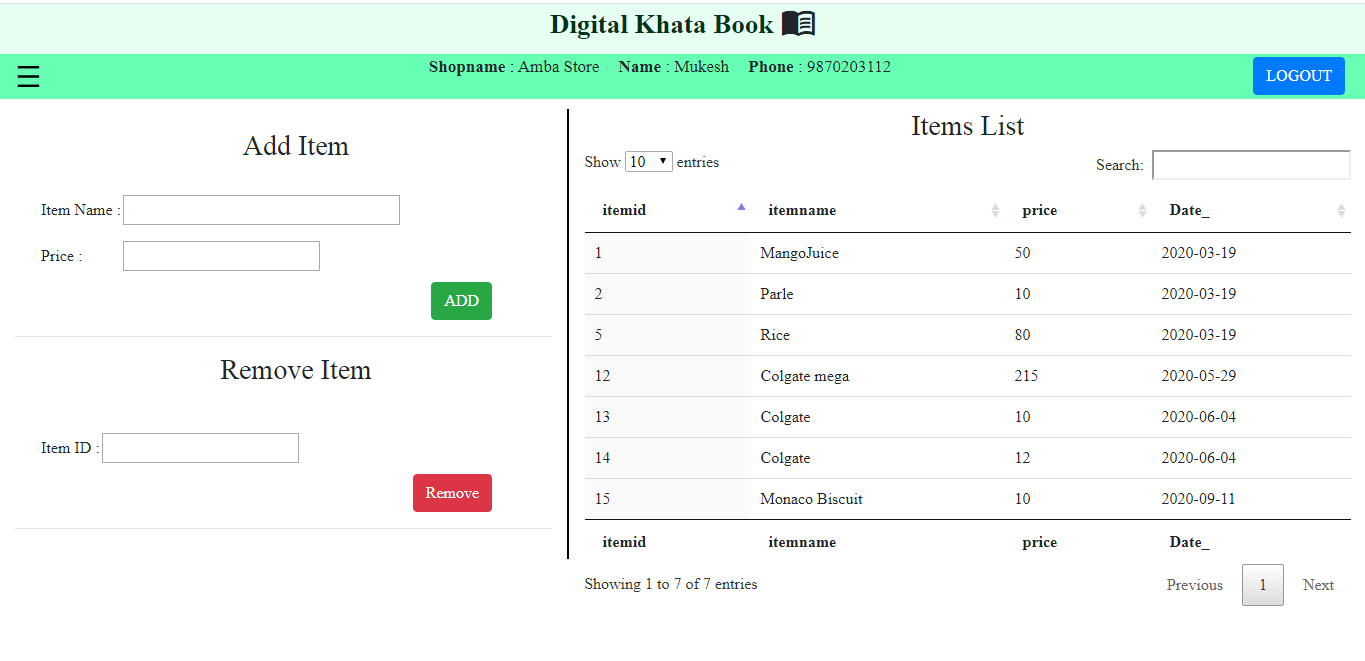 Digital Khata Book
Shopname : Amba Store Name : Mukesh Phone : 9870203112
LOGOUT
Add Item
Item Name :
Price :
ADD
Remove Item
Item ID :
Remove
Items List
Show 10 entries
Search:
itemid itemname price Date_
1 MangoJuice 50 2020-03-19
2 Parle 10 2020-03-19
5 Rice 80 2020-03-19
12 Colgate mega 215 2020-05-29
13 Colgate 10 2020-06-04
14 Colgate 12 2020-06-04
15 Monaco Biscuit 10 2020-09-11
itemid itemname price Date_
Showing 1 to 7 of 7 entries
Previous 1 Next